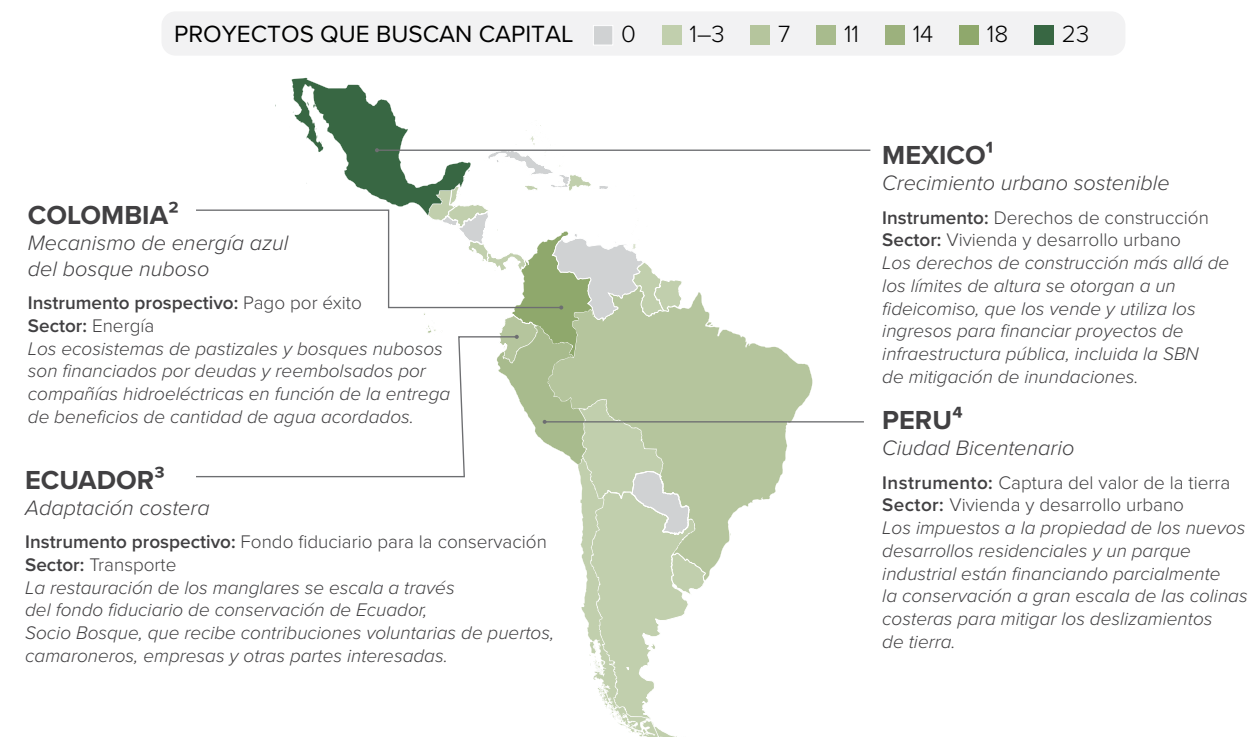 PROYECTOS QUE BUSCAN CAPITAL 0 1–3 7 11 14 18 23
MEXICO¹
Crecimiento urbano sostenible
Instrumento: Derechos de construcción
Sector: Vivienda y desarrollo urbano
Los derechos de construcción más allá de
los límites de altura se otorgan a un
fideicomiso, que los vende y utiliza los
ingresos para financiar proyectos de
infraestructura pública, incluida la SBN
de mitigación de inundaciones.
COLOMBIA²
Mecanismo de energía azul
del bosque nuboso
Instrumento prospectivo: Pago por éxito
Sector: Energía
Los ecosistemas de pastizales y bosques nubosos
son financiados por deudas y reembolsados por
compañías hidroeléctricas en función de la entrega
de beneficios de cantidad de agua acordados.
PERU⁴
Ciudad Bicentenario
Instrumento: Captura del valor de la tierra
Sector: Vivienda y desarrollo urbano
Los impuestos a la propiedad de los nuevos
desarrollos residenciales y un parque
industrial están financiando parcialmente
la conservación a gran escala de las colinas
costeras para mitigar los deslizamientos
de tierra.
ECUADOR³
Adaptación costera
Instrumento prospectivo: Fondo fiduciario para la conservación
Sector: Transporte
La restauración de los manglares se escala a través
del fondo fiduciario de conservación de Ecuador,
Socio Bosque, que recibe contribuciones voluntarias de puertos,
camaroneros, empresas y otras partes interesadas.